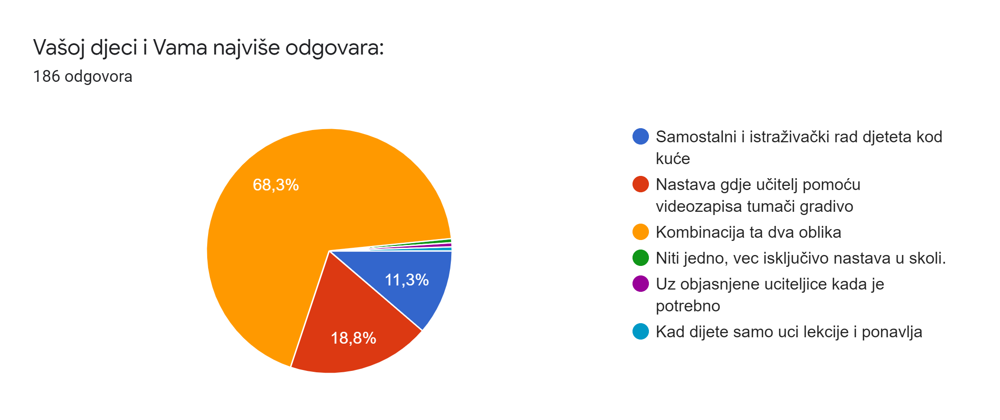 Vašoj djeci i Vama najviše odgovara:
186 odgovora
68,3%
11,3%
18,8%
Samostalni i istraživački rad djeteta kod
kuće
Nastava gdje učitelj pomoću
videozapisa tumači gradivo
Kombinacija ta dva oblika
Niti jedno, vec isključivo nastava u skoli.
Uz objasnjene uciteljice kada je
potrebno
Kad dijete samo uci lekcije i ponavlja